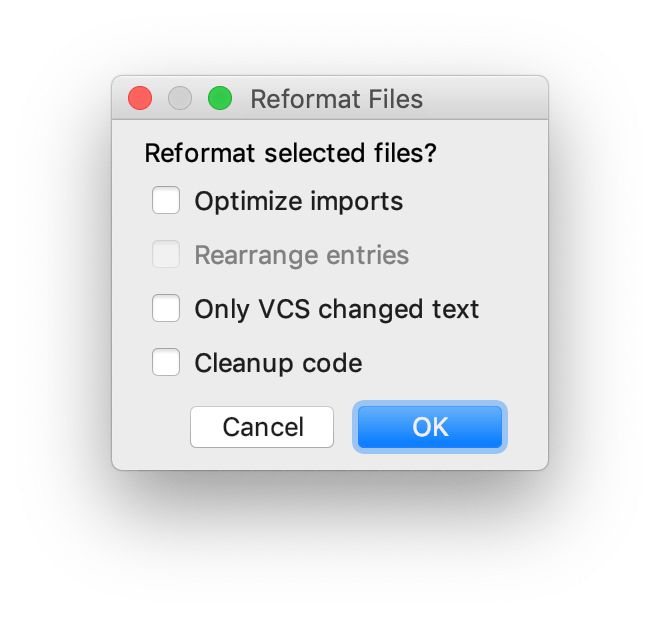 Reformat Files
Reformat selected files?
Optimize imports
Rearrange entries
Only VCS changed text
Cleanup code
Cancel OK